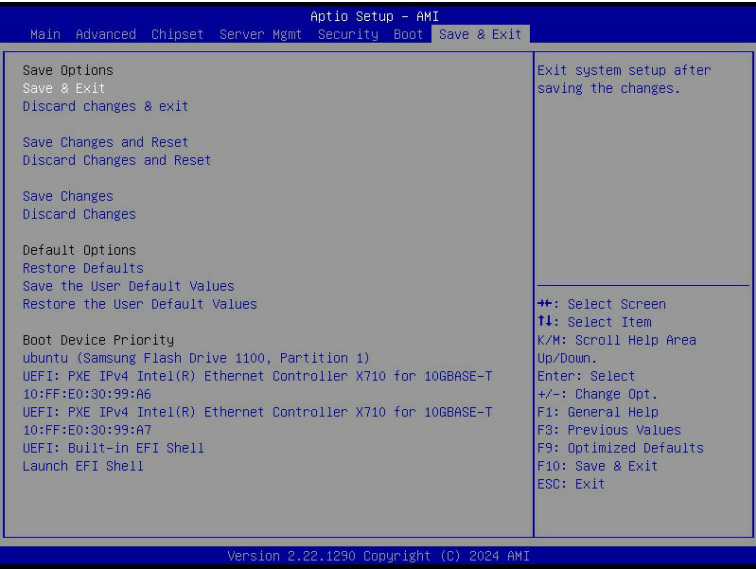 Aptio Setup – AMI
Main Advanced Chipset Server Mgmt Security Boot Save & Exit
Save Options
Save & Exit
Discard changes & exit
Save Changes and Reset
Discard Changes and Reset
Save Changes
Discard Changes
Default Options
Restore Defaults
Save the User Default Values
Restore the User Default Values
Boot Device Priority
ubuntu (Samsung Flash Drive 1100, Partition 1)
UEFI: PXE IPv4 Intel(R) Ethernet Controller X710 for 10GBASE-T
10:FF:E0:30:99:A6
UEFI: PXE IPv4 Intel(R) Ethernet Controller X710 for 10GBASE-T
10:FF:E0:30:99:A7
UEFI: Built-in EFI Shell
Launch EFI Shell
Exit system setup after
saving the changes.
→←: Select Screen
↑↓: Select Item
K/M: Scroll Help Area
Up/Down.
Enter: Select
+/-: Change Opt.
F1: General Help
F3: Previous Values
F9: Optimized Defaults
F10: Save & Exit
ESC: Exit
Version 2.22.1290 Copyright (C) 2024 AMI